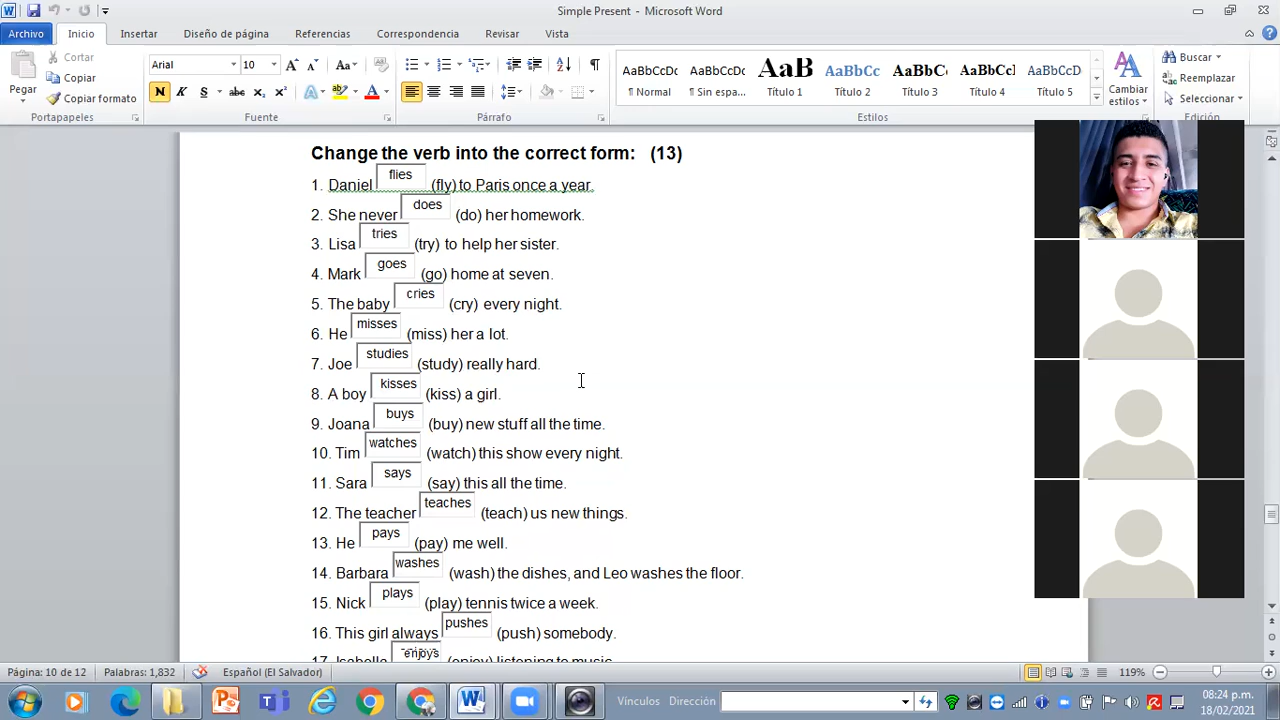 Simple Present - Microsoft Word
Archivo Inicio Insertar Diseño de página Referencias Correspondencia Revisar Vista
Cortar
Copiar
Copiar formato
Pegar
Portapapeles
Arial 10
Fuente
Párrafo
AaBbCcDc AaBbCcDc AaB AaBbCc AaBbCc AaBbCc AaBbCcD
¶ Normal ¶ Sin espa... Título 1 Título 2 Título 3 Título 4 Título 5
Estilos
Cambiar estilos
Buscar
Reemplazar
Seleccionar
Edición
Change the verb into the correct form: (13)
1. Daniel flies (fly) to Paris once a year.
2. She never does (do) her homework.
3. Lisa tries (try) to help her sister.
4. Mark goes (go) home at seven.
5. The baby cries (cry) every night.
6. He misses (miss) her a lot.
7. Joe studies (study) really hard.
8. A boy kisses (kiss) a girl.
9. Joana buys (buy) new stuff all the time.
10. Tim watches (watch) this show every night.
11. Sara says (say) this all the time.
12. The teacher teaches (teach) us new things.
13. He pays (pay) me well.
14. Barbara washes (wash) the dishes, and Leo washes the floor.
15. Nick plays (play) tennis twice a week.
16. This girl always pushes (push) somebody.
17. Isabella enjoys (enjoy) listening to music.
Página: 10 de 12 Palabras: 1,832 Español (El Salvador) 119%
Vínculos Dirección
08:24 p.m.
18/02/2021